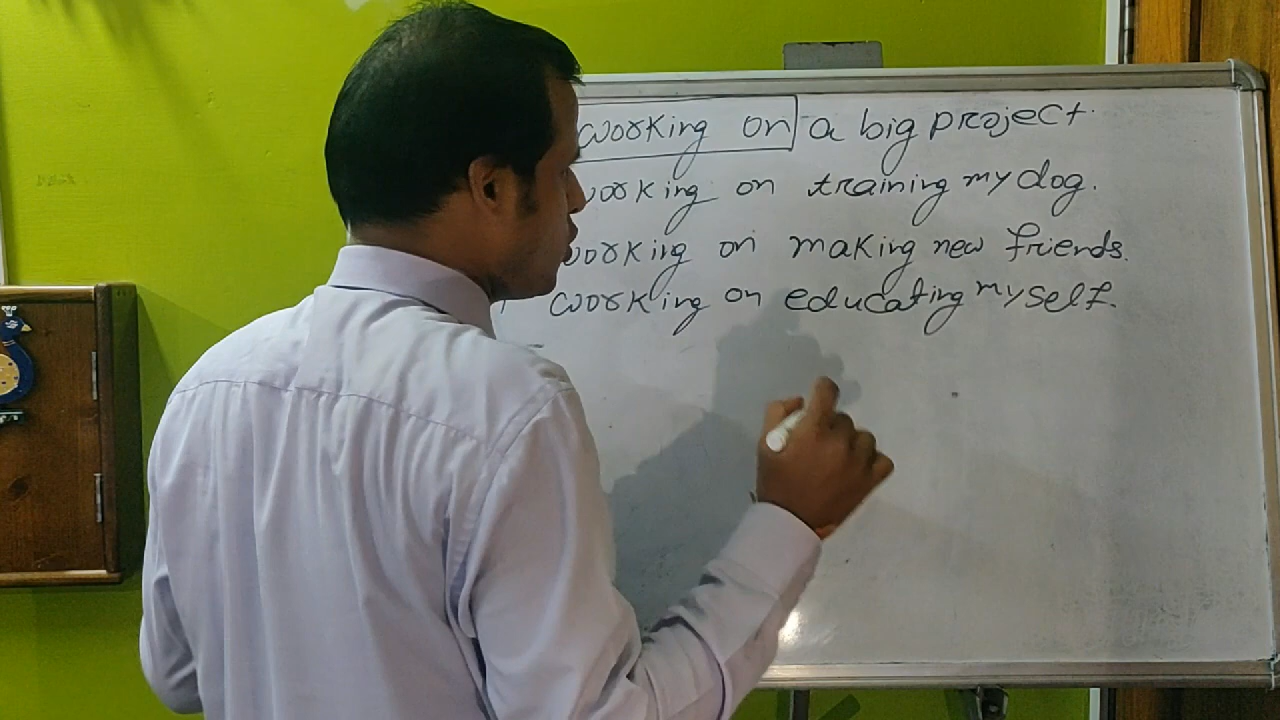 working on a big project.
working on training my dog.
working on making new friends.
working on educating myself.